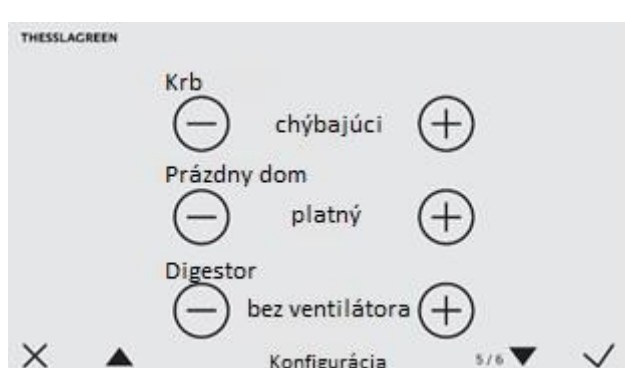 THESSLAGREEN
Krb
chýbajúci
Prázdny dom
platný
Digestor
bez ventilátora
Konfigurácia 5/6